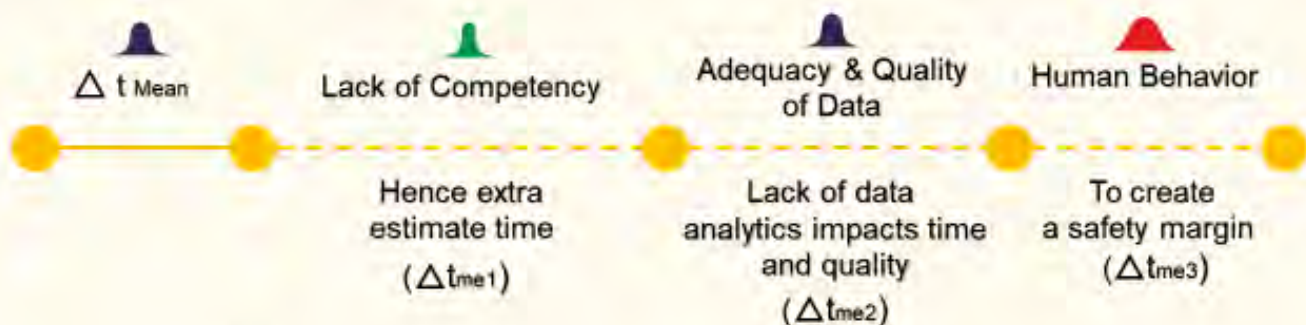 Δ t Mean
Lack of Competency
Adequacy & Quality
of Data
Human Behavior
Hence extra
estimate time
(Δtme1)
Lack of data
analytics impacts time
and quality
(Δtme2)
To create
a safety margin
(Δtme3)